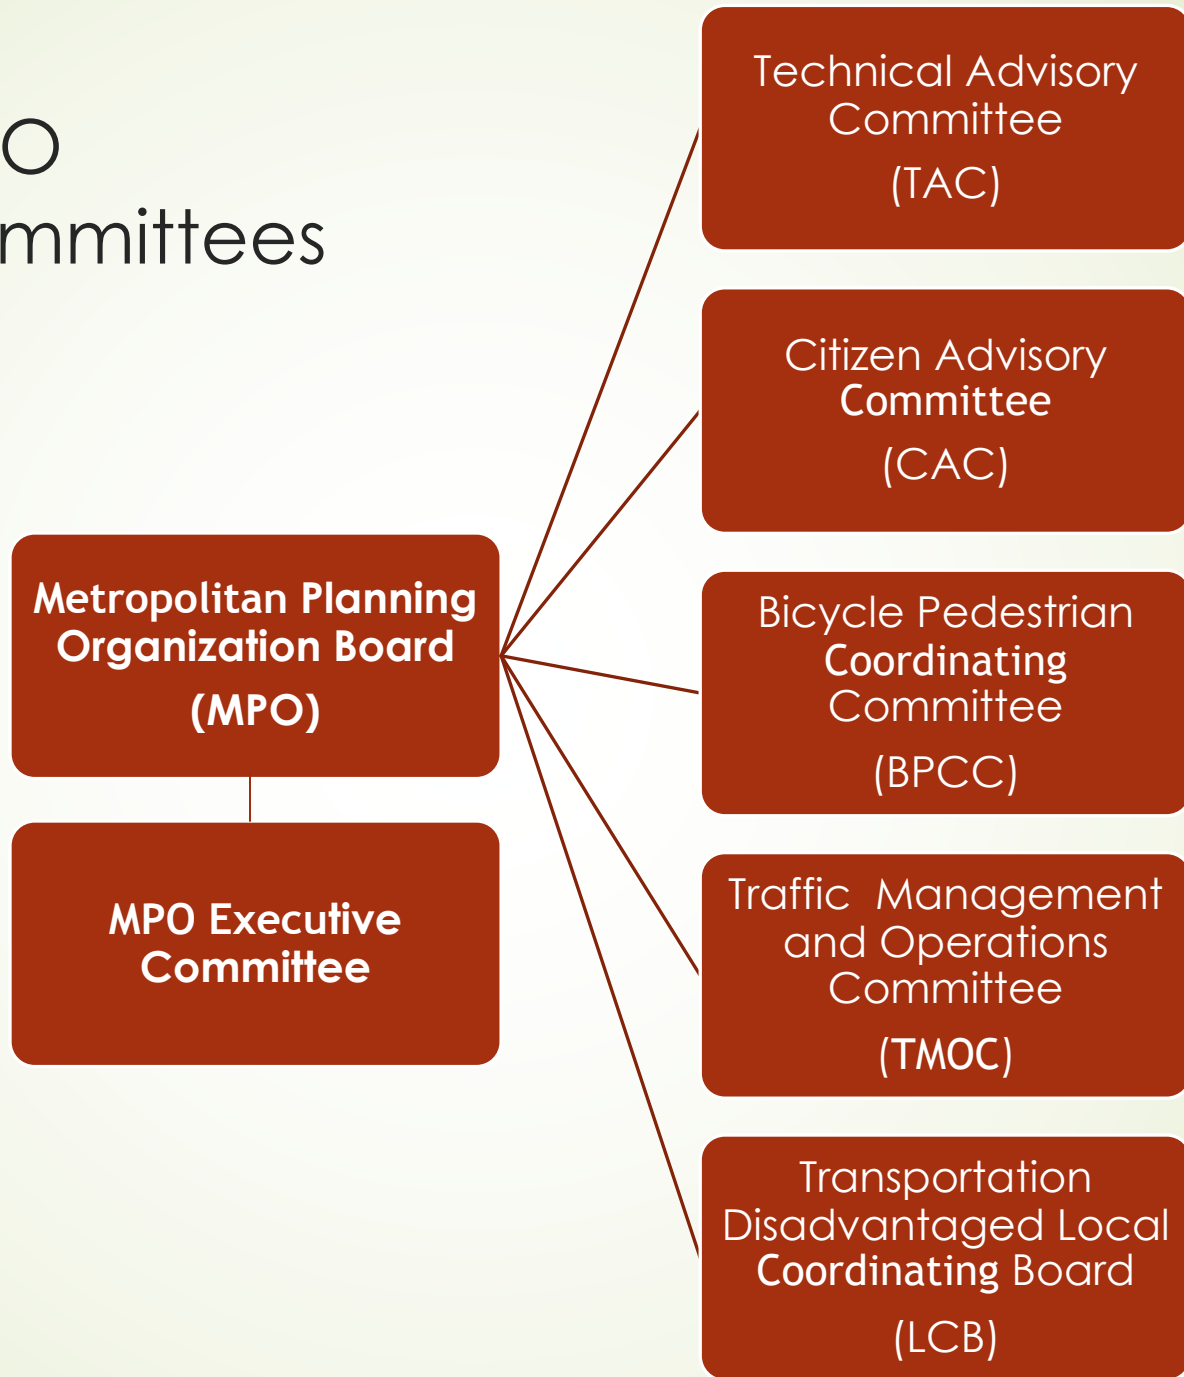 O
mmittees
Technical Advisory
Committee
(TAC)
Citizen Advisory
Committee
(CAC)
Metropolitan Planning
Organization Board
(MPO)
Bicycle Pedestrian
Coordinating
Committee
(BPCC)
MPO Executive
Committee
Traffic  Management
and Operations
Committee
(TMOC)
Transportation
Disadvantaged Local
Coordinating Board
(LCB)